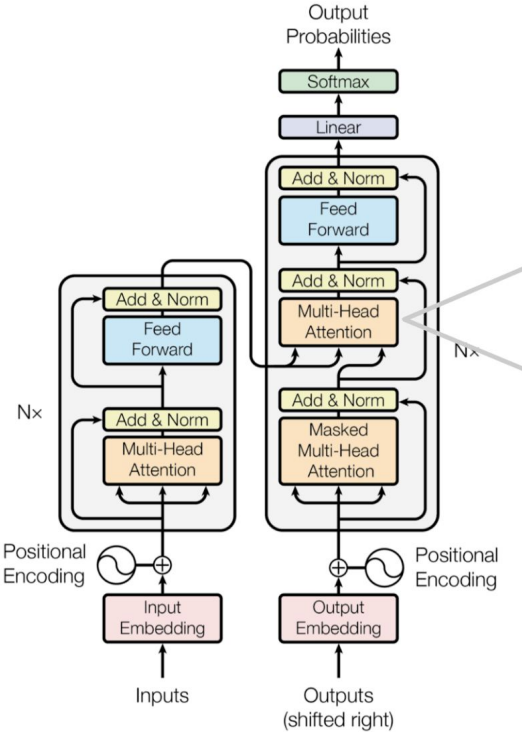 Output
Probabilities
Softmax
Linear
Add & Norm
Feed
Forward
Add & Norm
Multi-Head
Attention
Add & Norm
Masked
Multi-Head
Attention
N×
Add & Norm
Feed
Forward
N×
Add & Norm
Multi-Head
Attention
Positional
Encoding
Positional
Encoding
Input
Embedding
Output
Embedding
Inputs
Outputs
(shifted right)